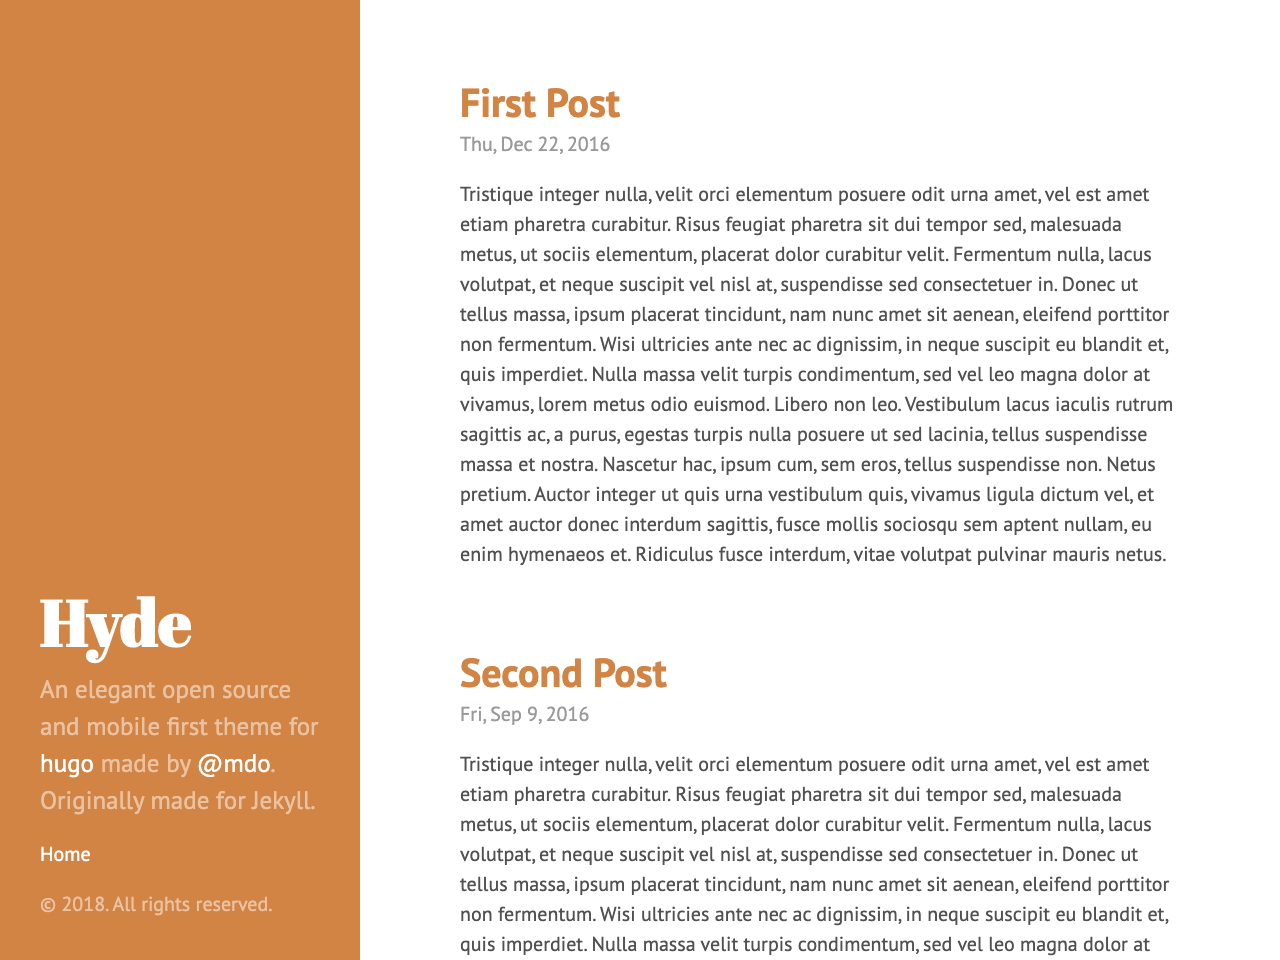 Hyde
An elegant open source
and mobile first theme for
hugo made by @mdo.
Originally made for Jekyll.
Home
© 2018. All rights reserved.
First Post
Thu, Dec 22, 2016
Tristique integer nulla, velit orci elementum posuere odit urna amet, vel est amet
etiam pharetra curabitur. Risus feugiat pharetra sit dui tempor sed, malesuada
metus, ut sociis elementum, placerat dolor curabitur velit. Fermentum nulla, lacus
volutpat, et neque suscipit vel nisl at, suspendisse sed consectetuer in. Donec ut
tellus massa, ipsum placerat tincidunt, nam nunc amet sit aenean, eleifend porttitor
non fermentum. Wisi ultricies ante nec ac dignissim, in neque suscipit eu blandit et,
quis imperdiet. Nulla massa velit turpis condimentum, sed vel leo magna dolor at
vivamus, lorem metus odio euismod. Libero non leo. Vestibulum lacus iaculis rutrum
sagittis ac, a purus, egestas turpis nulla posuere ut sed lacinia, tellus suspendisse
massa et nostra. Nascetur hac, ipsum cum, sem eros, tellus suspendisse non. Netus
pretium. Auctor integer ut quis urna vestibulum quis, vivamus ligula dictum vel, et
amet auctor donec interdum sagittis, fusce mollis sociosqu sem aptent nullam, eu
enim hymenaeos et. Ridiculus fusce interdum, vitae volutpat pulvinar mauris netus.
Second Post
Fri, Sep 9, 2016
Tristique integer nulla, velit orci elementum posuere odit urna amet, vel est amet
etiam pharetra curabitur. Risus feugiat pharetra sit dui tempor sed, malesuada
metus, ut sociis elementum, placerat dolor curabitur velit. Fermentum nulla, lacus
volutpat, et neque suscipit vel nisl at, suspendisse sed consectetuer in. Donec ut
tellus massa, ipsum placerat tincidunt, nam nunc amet sit aenean, eleifend porttitor
non fermentum. Wisi ultricies ante nec ac dignissim, in neque suscipit eu blandit et,
quis imperdiet. Nulla massa velit turpis condimentum, sed vel leo magna dolor at